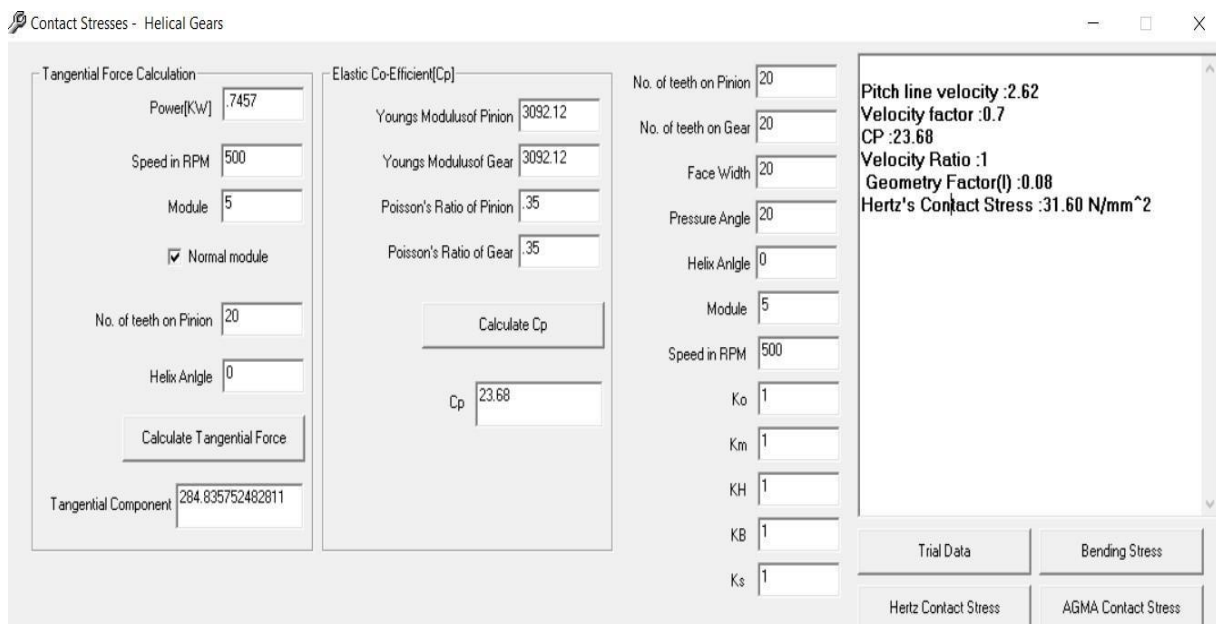 Contact Stresses - Helical Gears
Tangential Force Calculation
Power[KW] .7457
Speed in RPM 500
Module 5
Normal module
No. of teeth on Pinion 20
Helix Anlgle 0
Calculate Tangential Force
Tangential Component 284.835752482811
Elastic Co-Efficient[Cp]
Youngs Modulusof Pinion 3092.12
Youngs Modulusof Gear 3092.12
Poisson's Ratio of Pinion .35
Poisson's Ratio of Gear .35
Calculate Cp
Cp 23.68
No. of teeth on Pinion 20
No. of teeth on Gear 20
Face Width 20
Pressure Angle 20
Helix Anlgle 0
Module 5
Speed in RPM 500
Ko 1
Km 1
KH 1
KB 1
Ks 1
Pitch line velocity :2.62
Velocity factor :0.7
CP :23.68
Velocity Ratio :1
Geometry Factor(I) :0.08
Hertz's Contact Stress :31.60 N/mm^2
Trial Data
Bending Stress
Hertz Contact Stress
AGMA Contact Stress